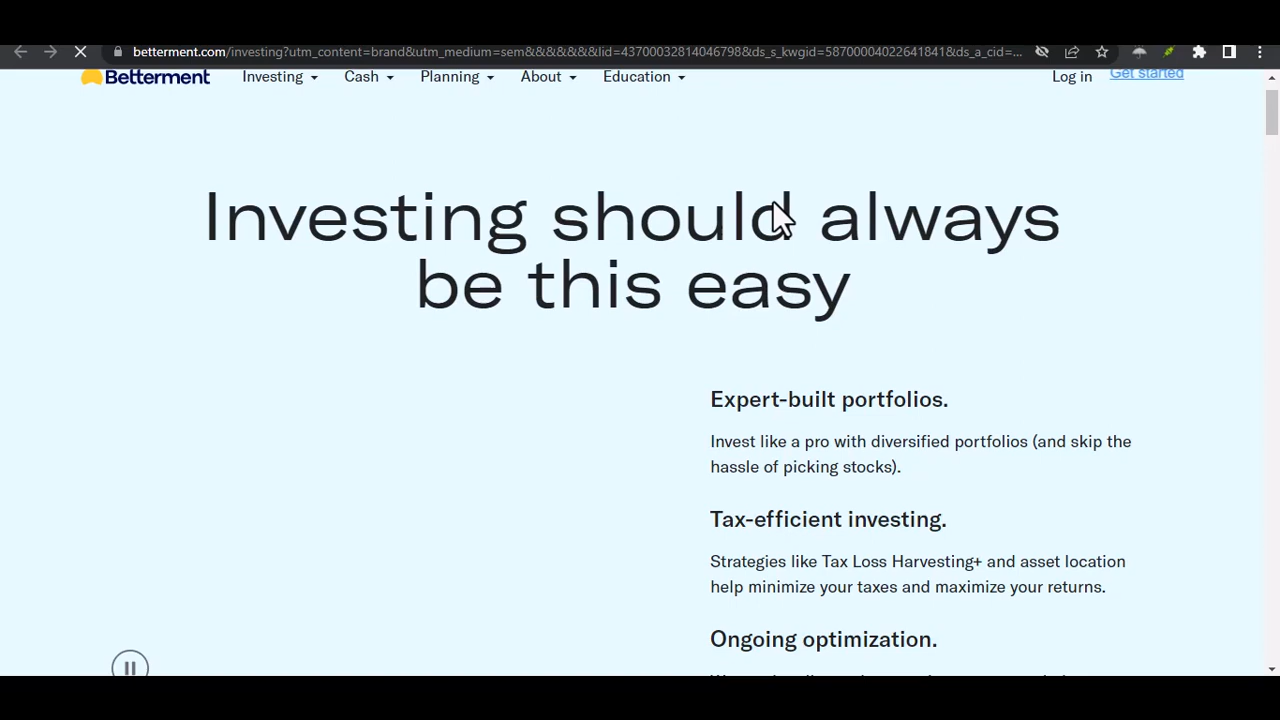 betterment.com/investing?utm_content=brand&utm_medium=sem&&&&&&&lid=43700032814046798&ds_s_kwgid=58700004022641841&ds_a_cid=...
Betterment Investing Cash Planning About Education Log in Get started
Investing should always
be this easy
Expert-built portfolios.
Invest like a pro with diversified portfolios (and skip the
hassle of picking stocks).
Tax-efficient investing.
Strategies like Tax Loss Harvesting+ and asset location
help minimize your taxes and maximize your returns.
Ongoing optimization.